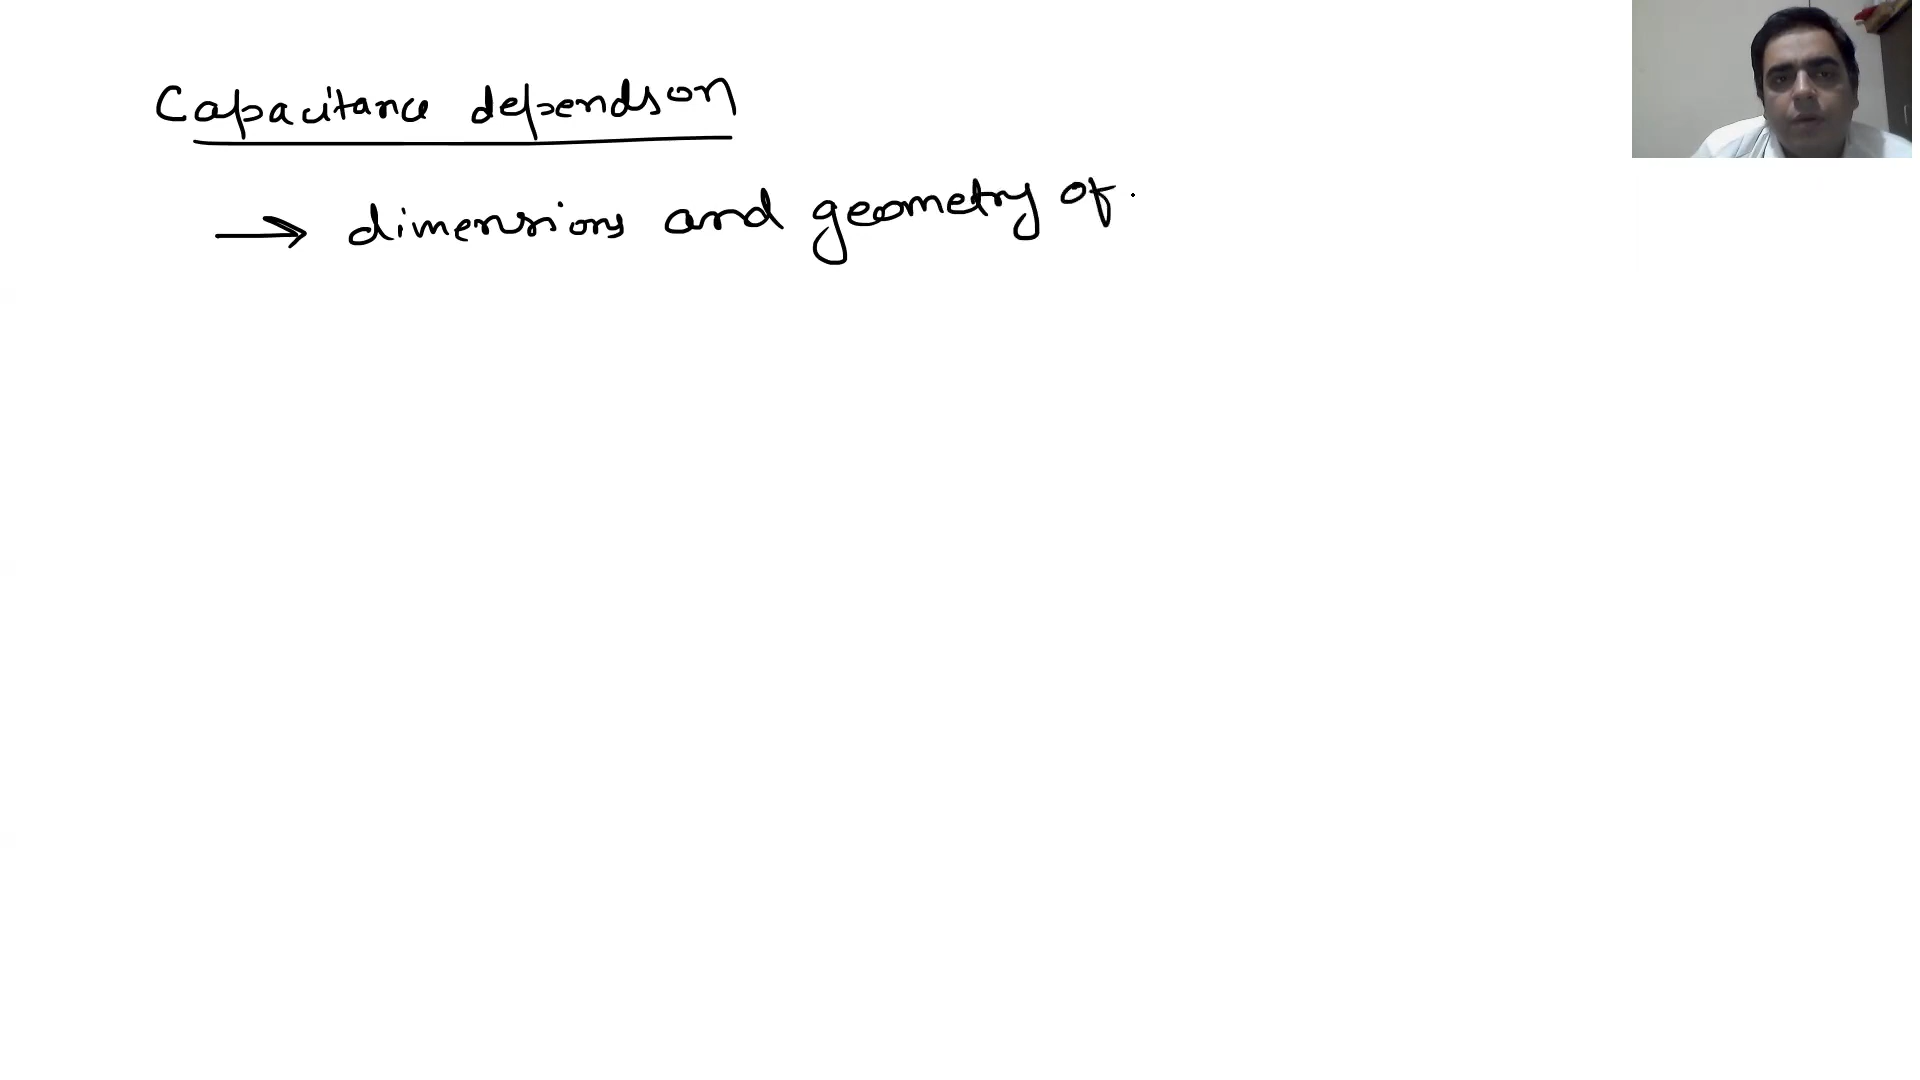 Capacitance depends on
→ dimensions and geometry of